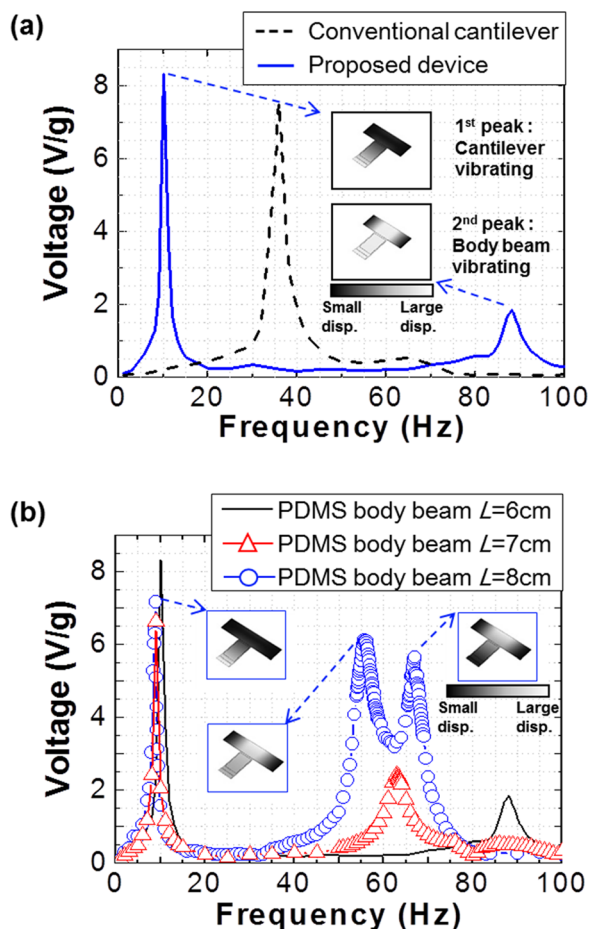 (a)
Conventional cantilever
Proposed device
Voltage (V/g)
8
6
4
2
0
1st peak :
Cantilever
vibrating
2nd peak :
Body beam
vibrating
Small
disp.
Large
disp.
0 20 40 60 80 100
Frequency (Hz)
(b)
PDMS body beam L=6cm
PDMS body beam L=7cm
PDMS body beam L=8cm
Voltage (V/g)
8
6
4
2
0
Small
disp.
Large
disp.
0 20 40 60 80 100
Frequency (Hz)